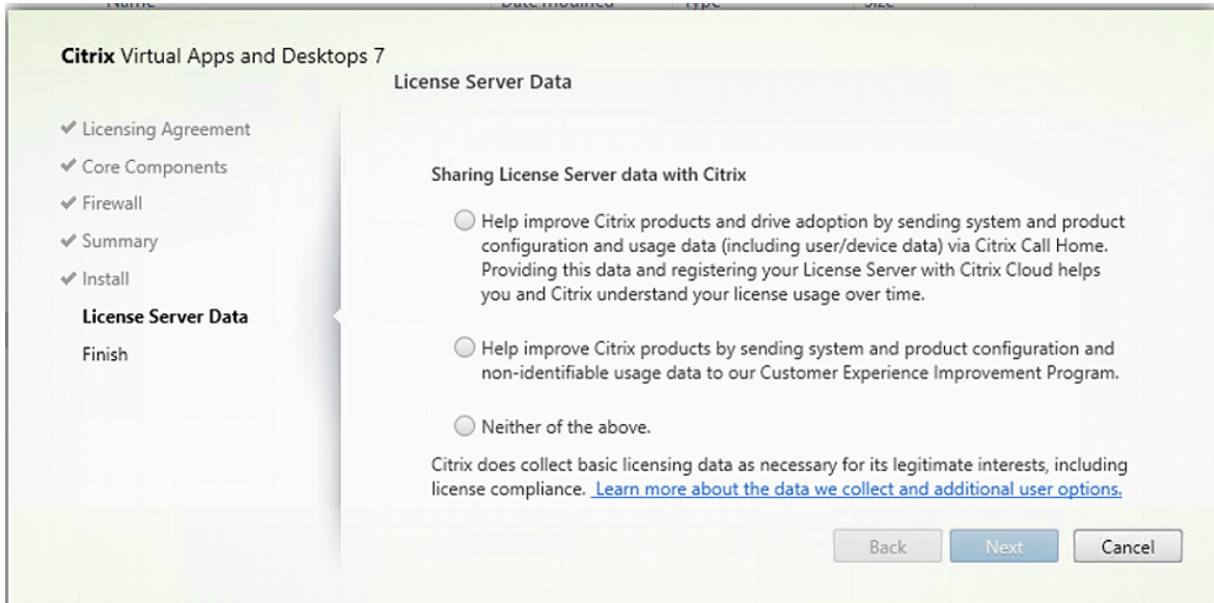 Name Date modified Type Size
Citrix Virtual Apps and Desktops 7
License Server Data
Licensing Agreement
Core Components
Firewall
Summary
Install
License Server Data
Finish
Sharing License Server data with Citrix
Help improve Citrix products and drive adoption by sending system and product
configuration and usage data (including user/device data) via Citrix Call Home.
Providing this data and registering your License Server with Citrix Cloud helps
you and Citrix understand your license usage over time.
Help improve Citrix products by sending system and product configuration and
non-identifiable usage data to our Customer Experience Improvement Program.
Neither of the above.
Citrix does collect basic licensing data as necessary for its legitimate interests, including
license compliance. Learn more about the data we collect and additional user options.
Back Next Cancel